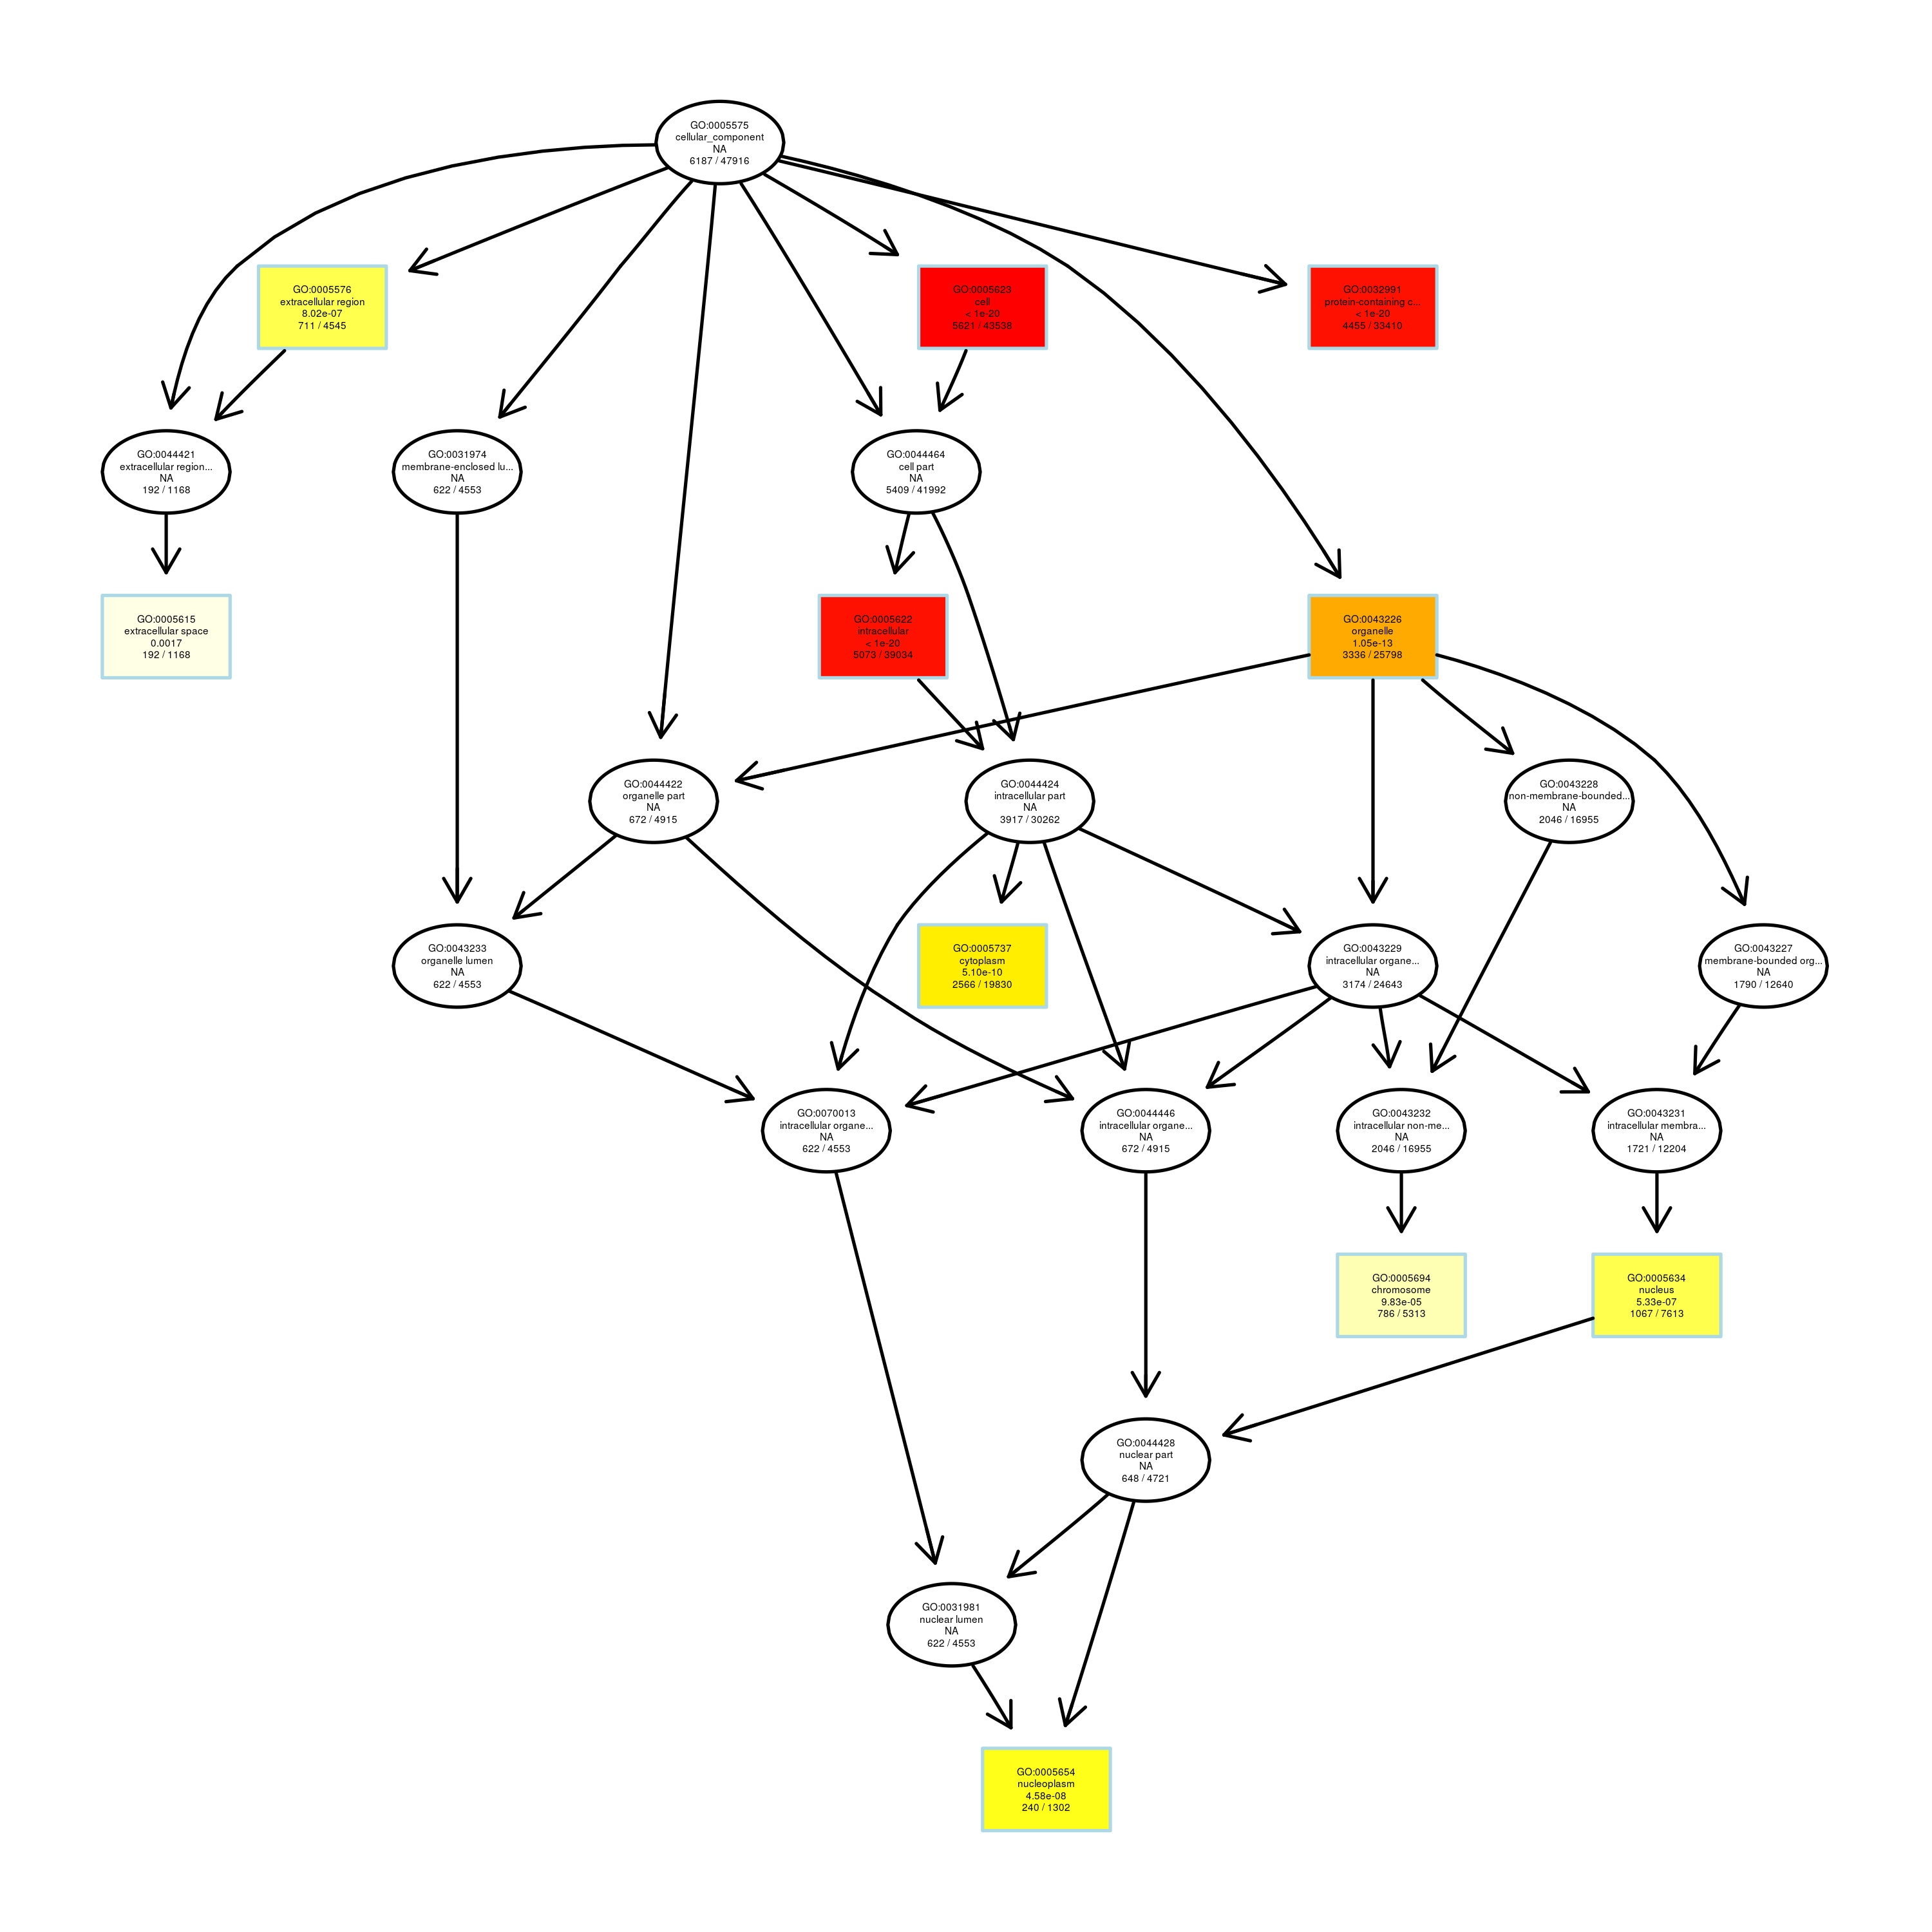 GO:0005575
cellular_component
NA
6187 / 47916
GO:0005576
extracellular region
8.02e-07
711 / 4545
GO:0005623
cell
< 1e-20
5621 / 43538
GO:0032991
protein-containing c...
< 1e-20
4455 / 33410
GO:0044421
extracellular region...
NA
192 / 1168
GO:0031974
membrane-enclosed lu...
NA
622 / 4553
GO:0044464
cell part
NA
5409 / 41992
GO:0005615
extracellular space
0.0017
192 / 1168
GO:0005622
intracellular
< 1e-20
5073 / 39034
GO:0043226
organelle
1.05e-13
3336 / 25798
GO:0044422
organelle part
NA
672 / 4915
GO:0044424
intracellular part
NA
3917 / 30262
GO:0043228
non-membrane-bounded...
NA
2046 / 16955
GO:0043233
organelle lumen
NA
622 / 4553
GO:0005737
cytoplasm
5.10e-10
2566 / 19830
GO:0043229
intracellular organe...
NA
3174 / 24643
GO:0043227
membrane-bounded org...
NA
1790 / 12640
GO:0070013
intracellular organe...
NA
622 / 4553
GO:0044446
intracellular organe...
NA
672 / 4915
GO:0043232
intracellular non-me...
NA
2046 / 16955
GO:0043231
intracellular membra...
NA
1721 / 12204
GO:0005694
chromosome
9.83e-05
786 / 5313
GO:0005634
nucleus
5.33e-07
1067 / 7613
GO:0044428
nuclear part
NA
648 / 4721
GO:0031981
nuclear lumen
NA
622 / 4553
GO:0005654
nucleoplasm
4.58e-08
240 / 1302